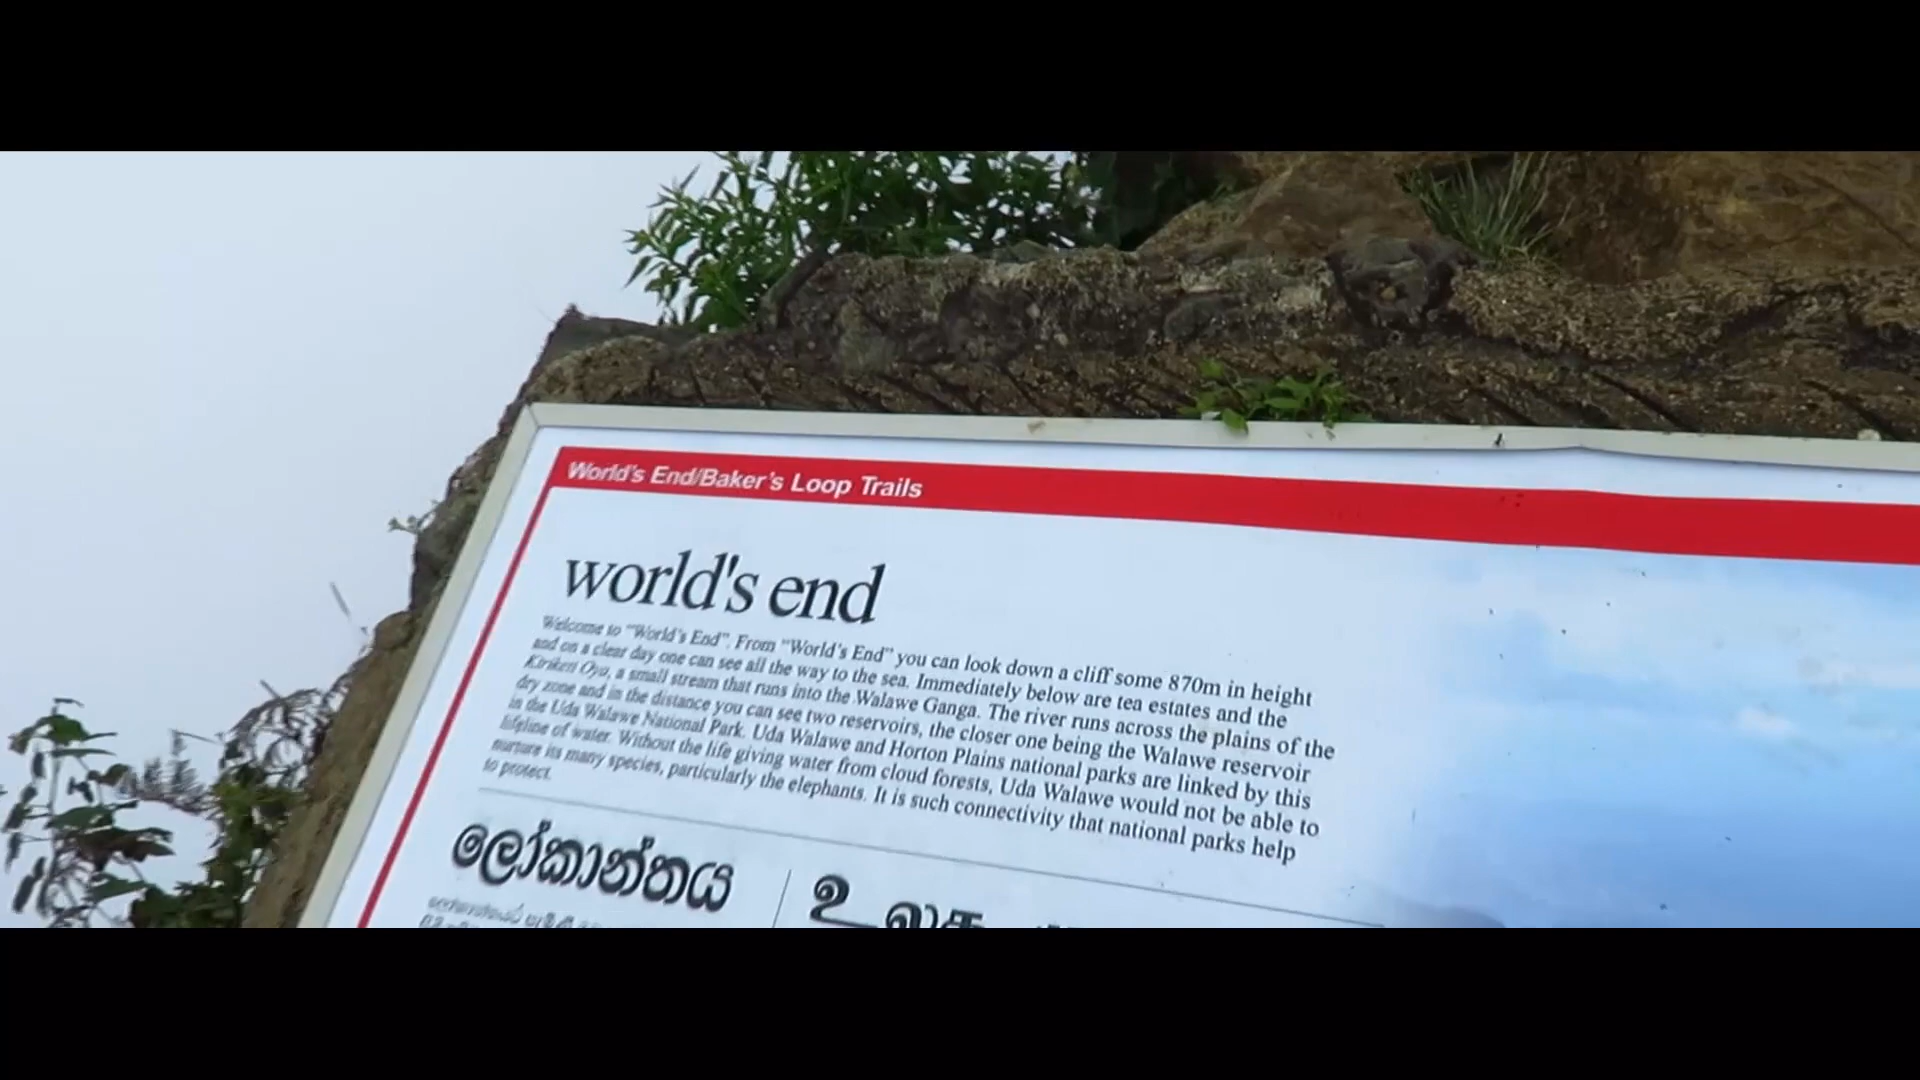 World's End/Baker's Loop Trails
world's end
Welcome to "World's End". From "World's End" you can look down a cliff some 870m in height
and on a clear day one can see all the way to the sea. Immediately below are tea estates and the
Kirikeri Oya, a small stream that runs into the Walawe Ganga. The river runs across the plains of the
dry zone and in the distance you can see two reservoirs, the closer one being the Walawe reservoir
in the Uda Walawe National Park. Uda Walawe and Horton Plains national parks are linked by this
lifeline of water. Without the life giving water from cloud forests, Uda Walawe would not be able to
nurture its many species, particularly the elephants. It is such connectivity that national parks help
to protect.
ලෝකාන්තය